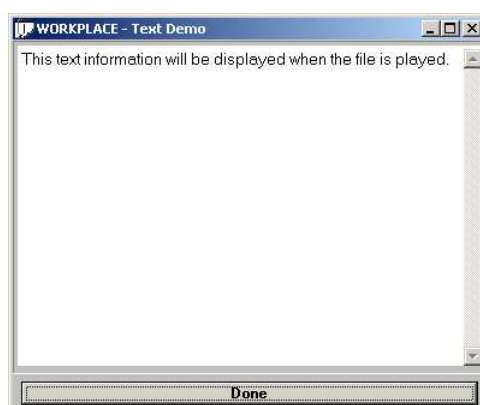 WORKPLACE - Text Demo
This text information will be displayed when the file is played.
Done